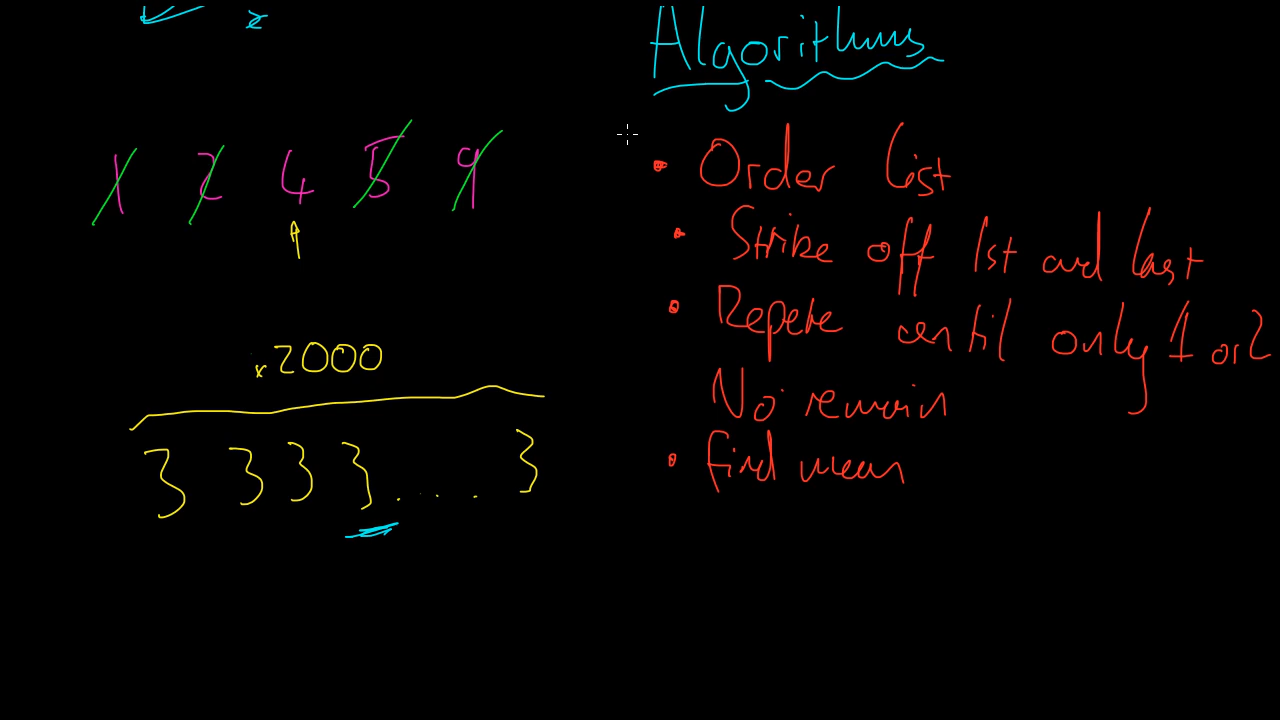 Algorithms
1 2 4 5 9
• Order list
• Strike off 1st and last
• Repete until only 1 or 2
No remain
• find mean
x2000
3 3 3 3 . . . . . 3